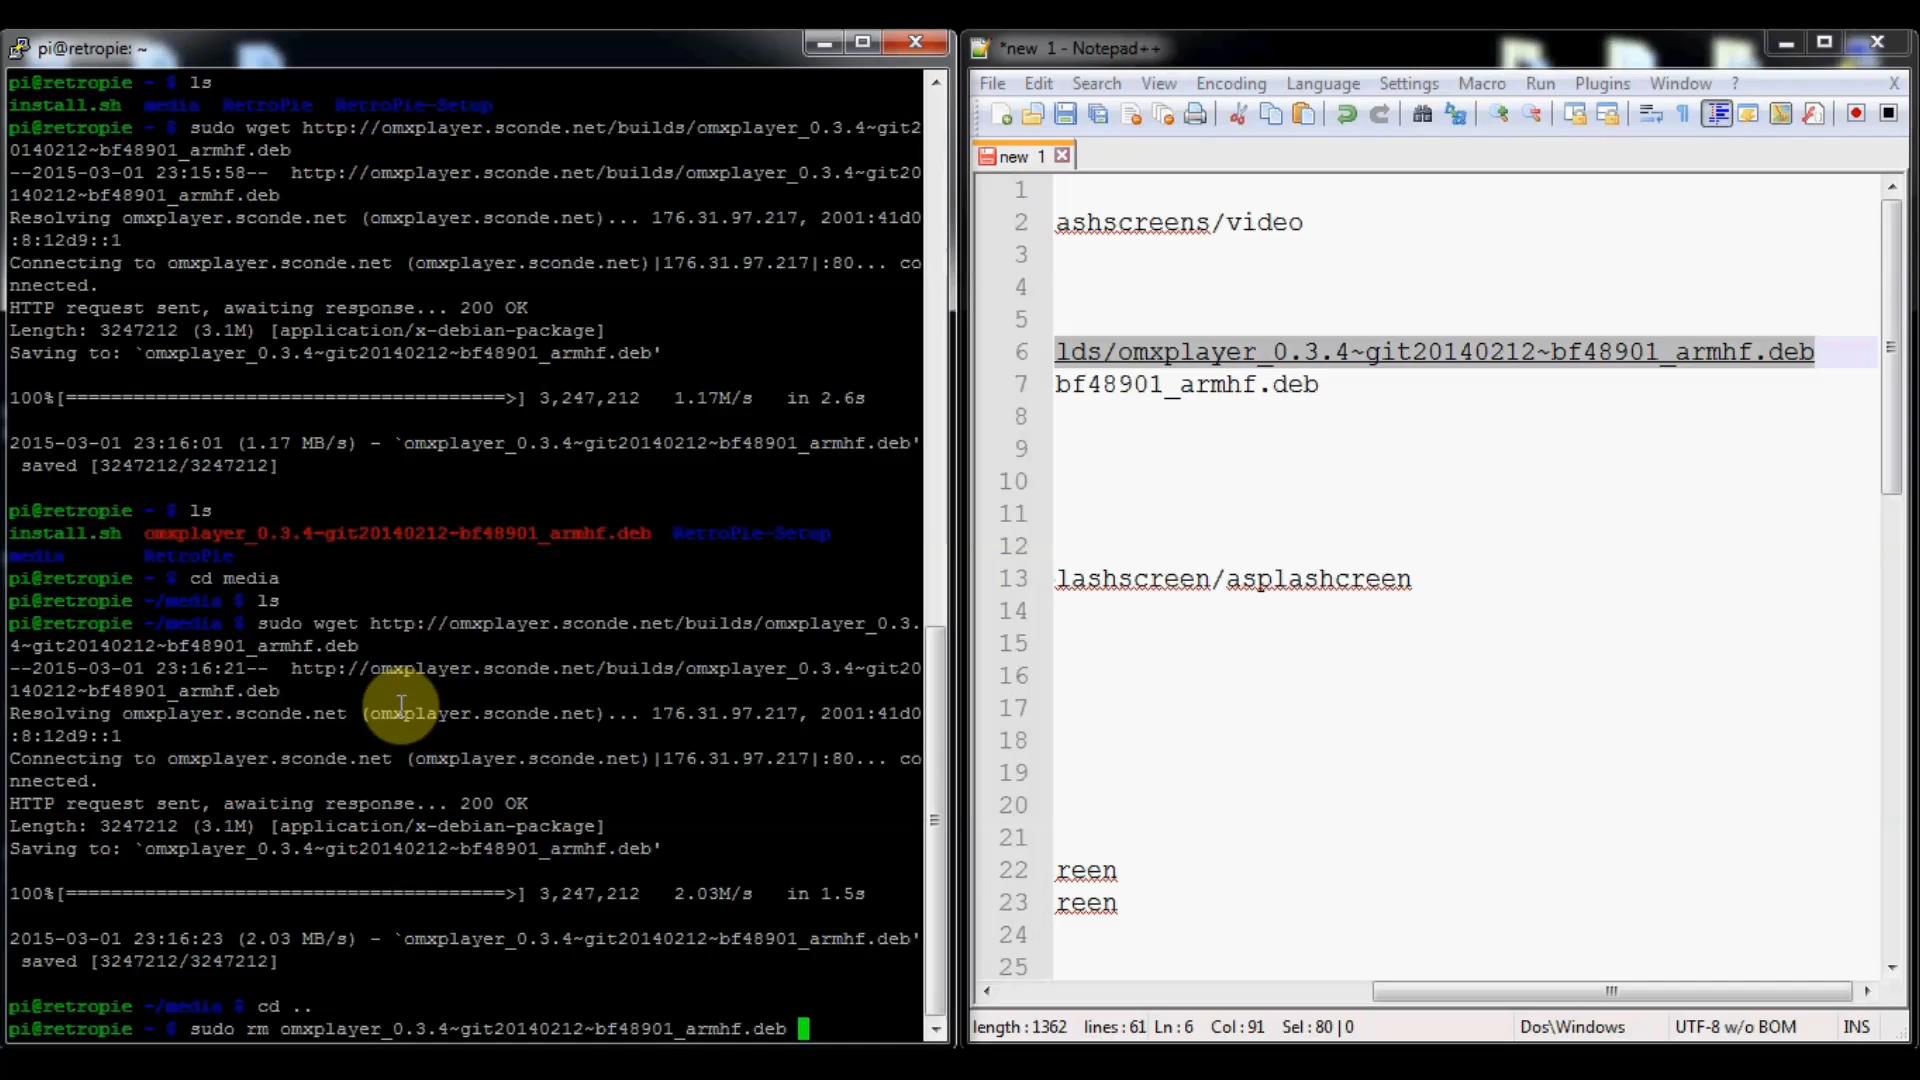 pi@retropie: ~
pi@retropie ~ $ ls
install.sh media RetroPie RetroPie-Setup
pi@retropie ~ $ sudo wget http://omxplayer.sconde.net/builds/omxplayer_0.3.4~git2
0140212~bf48901_armhf.deb
--2015-03-01 23:15:58-- http://omxplayer.sconde.net/builds/omxplayer_0.3.4~git20
140212~bf48901_armhf.deb
Resolving omxplayer.sconde.net (omxplayer.sconde.net)... 176.31.97.217, 2001:41d0
:8:12d9::1
Connecting to omxplayer.sconde.net (omxplayer.sconde.net)|176.31.97.217|:80... co
nnected.
HTTP request sent, awaiting response... 200 OK
Length: 3247212 (3.1M) [application/x-debian-package]
Saving to: `omxplayer_0.3.4~git20140212~bf48901_armhf.deb'
100%[=======================================>] 3,247,212 1.17M/s in 2.6s
2015-03-01 23:16:01 (1.17 MB/s) - `omxplayer_0.3.4~git20140212~bf48901_armhf.deb'
saved [3247212/3247212]
pi@retropie ~ $ ls
install.sh omxplayer_0.3.4~git20140212~bf48901_armhf.deb RetroPie-Setup
media RetroPie
pi@retropie ~ $ cd media
pi@retropie ~/media $ ls
pi@retropie ~/media $ sudo wget http://omxplayer.sconde.net/builds/omxplayer_0.3.
4~git20140212~bf48901_armhf.deb
--2015-03-01 23:16:21-- http://omxplayer.sconde.net/builds/omxplayer_0.3.4~git20
140212~bf48901_armhf.deb
Resolving omxplayer.sconde.net (omxplayer.sconde.net)... 176.31.97.217, 2001:41d0
:8:12d9::1
Connecting to omxplayer.sconde.net (omxplayer.sconde.net)|176.31.97.217|:80... co
nnected.
HTTP request sent, awaiting response... 200 OK
Length: 3247212 (3.1M) [application/x-debian-package]
Saving to: `omxplayer_0.3.4~git20140212~bf48901_armhf.deb'
100%[=======================================>] 3,247,212 2.03M/s in 1.5s
2015-03-01 23:16:23 (2.03 MB/s) - `omxplayer_0.3.4~git20140212~bf48901_armhf.deb'
saved [3247212/3247212]
pi@retropie ~/media $ cd ..
pi@retropie ~ $ sudo rm omxplayer_0.3.4~git20140212~bf48901_armhf.deb
*new 1 - Notepad++
File Edit Search View Encoding Language Settings Macro Run Plugins Window ? X
new 1
1
2 ashscreens/video
3
4
5
6 lds/omxplayer_0.3.4~git20140212~bf48901_armhf.deb
7 bf48901_armhf.deb
8
9
10
11
12
13 lashscreen/asplashcreen
14
15
16
17
18
19
20
21
22 reen
23 reen
24
25
length : 1362 lines : 61 Ln : 6 Col : 91 Sel : 80 | 0 Dos\Windows UTF-8 w/o BOM INS